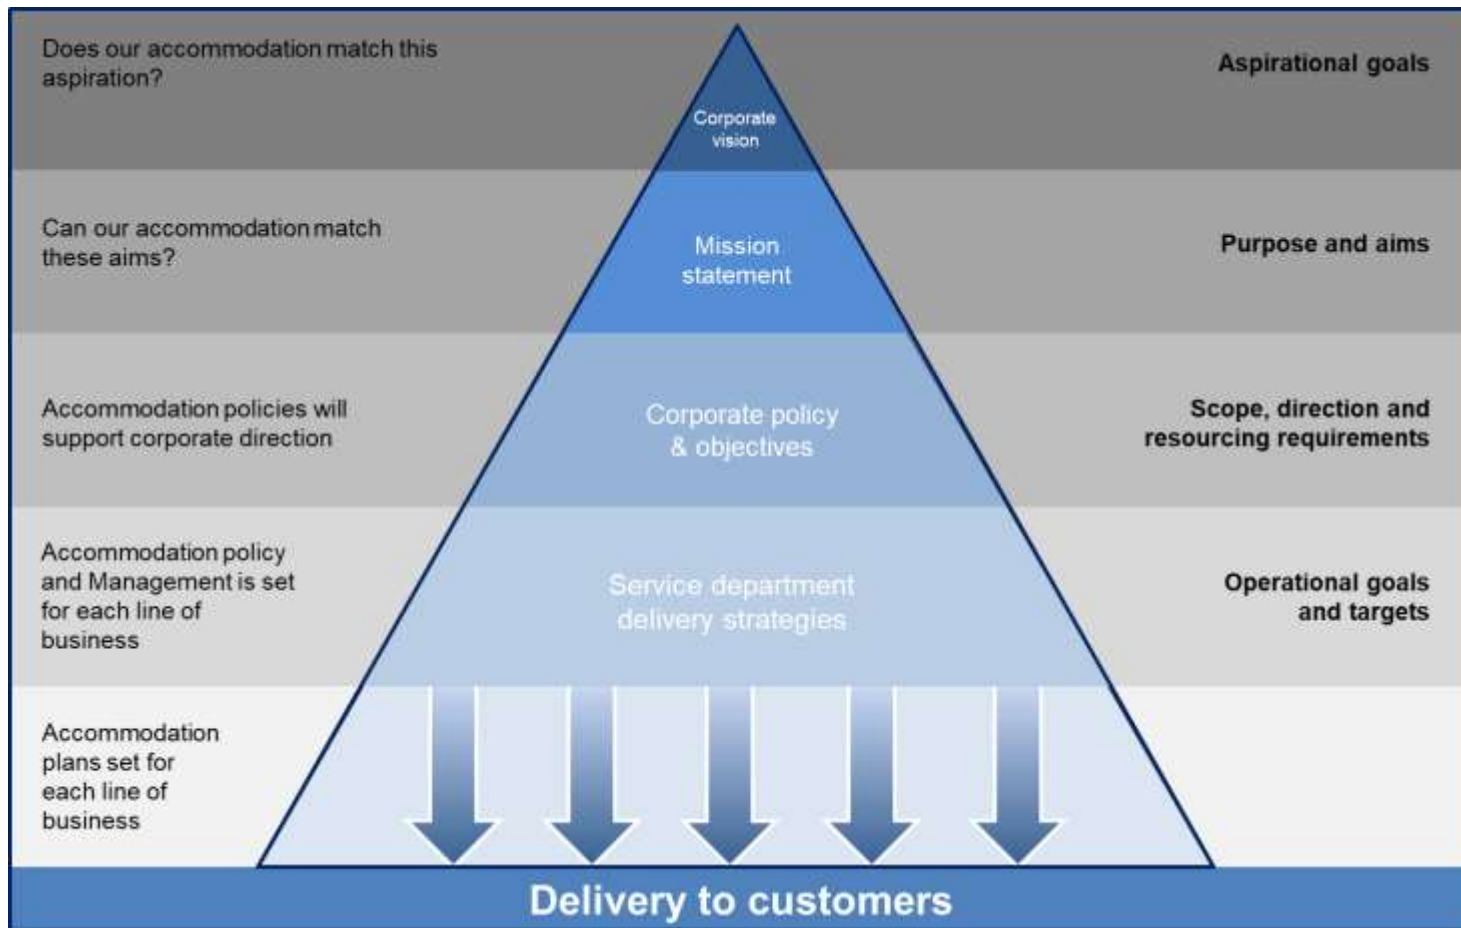 Does our accommodation match this
aspiration?
Corporate
vision
Aspirational goals
Can our accommodation match
these aims?
Mission
statement
Purpose and aims
Accommodation policies will
support corporate direction
Corporate policy
& objectives
Scope, direction and
resourcing requirements
Accommodation policy
and Management is set
for each line of
business
Service department
delivery strategies
Operational goals
and targets
Accommodation
plans set for
each line of
business
Delivery to customers